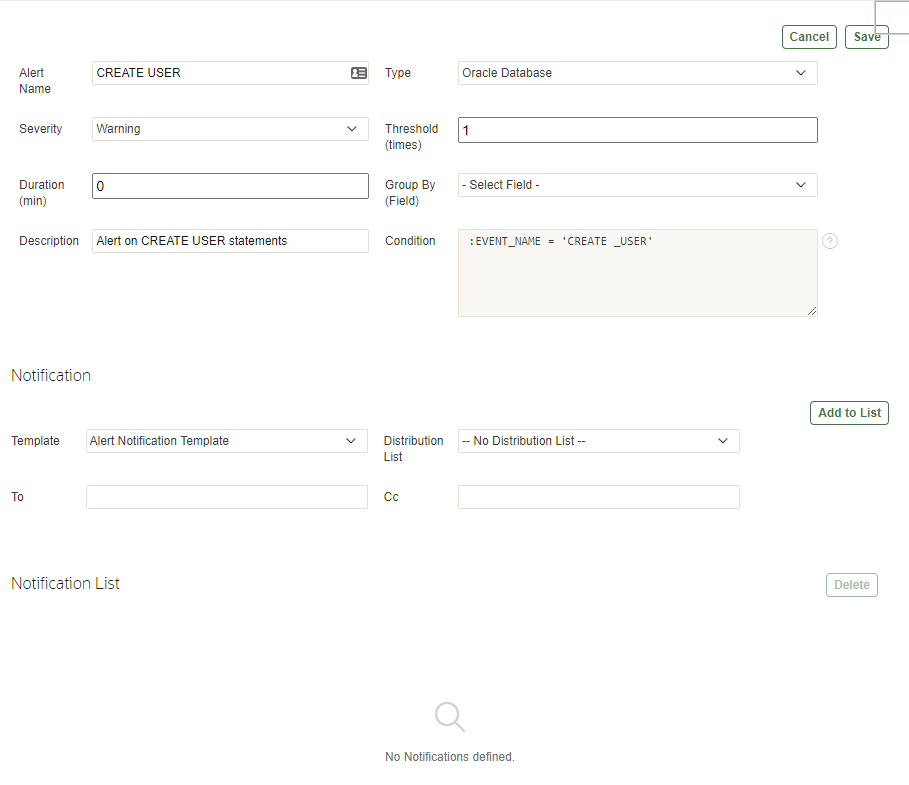 Cancel Save
Alert Name CREATE USER Type Oracle Database
Severity Warning Threshold (times) 1
Duration (min) 0 Group By (Field) - Select Field -
Description Alert on CREATE USER statements Condition :EVENT_NAME = 'CREATE _USER' ?
Notification
Add to List
Template Alert Notification Template Distribution List -- No Distribution List --
To Cc
Notification List Delete
No Notifications defined.